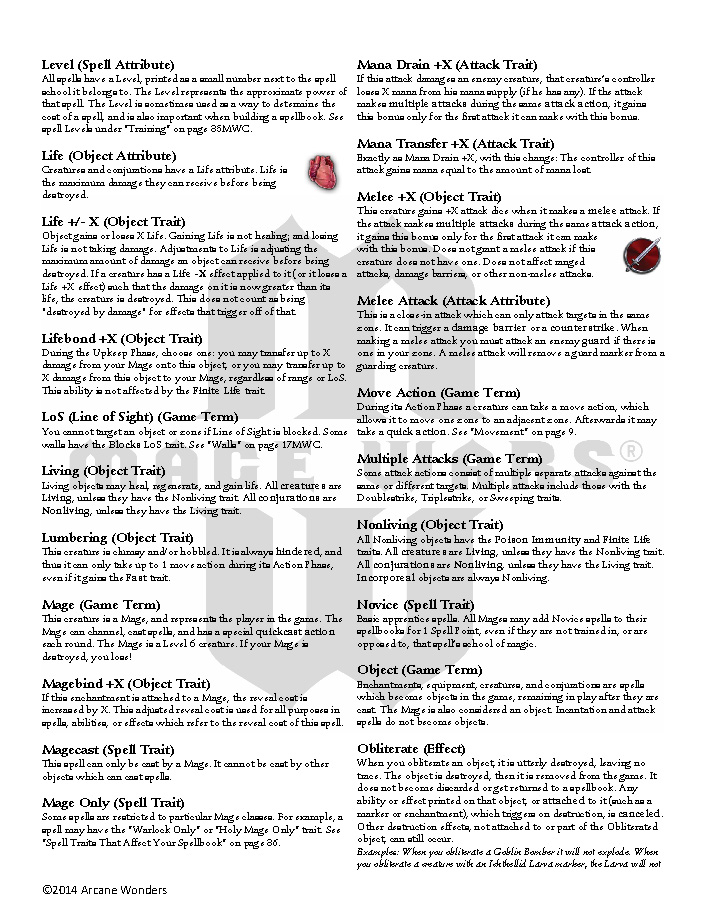 Level (Spell Attribute)
All spells have a Level, printed as a small number next to the spell
school it belongs to. The Level represents the approximate power of
that spell. The Level is sometimes used as a way to determine the
cost of a spell, and is also important when building a spellbook. See
spell Levels under "Training" on page 35MWC.
Life (Object Attribute)
Creatures and conjurations have a Life attribute. Life is
the maximum damage they can receive before being
destroyed.
Life +/- X (Object Trait)
Object gains or loses X Life. Gaining Life is not healing; and losing
Life is not taking damage. Adjustments to Life is adjusting the
maximum amount of damage an object can receive before being
destroyed. If a creature has a Life -X effect applied to it (or it loses a
Life +X effect) such that the damage on it is now greater than its
life, the creature is destroyed. This does not count as being
"destroyed by damage" for effects that trigger off of that.
Lifebond +X (Object Trait)
During the Upkeep Phase, choose one: you may transfer up to X
damage from your Mage onto this object, or you may transfer up to
X damage from this object to your Mage, regardless of range or LoS.
This ability is not affected by the Finite Life trait.
LoS (Line of Sight) (Game Term)
You cannot target an object or zone if Line of Sight is blocked. Some
walls have the Blocks LoS trait. See "Walls" on page 17MWC.
Living (Object Trait)
Living objects may heal, regenerate, and gain life. All creatures are
Living, unless they have the Nonliving trait. All conjurations are
Nonliving, unless they have the Living trait.
Lumbering (Object Trait)
This creature is clumsy and/or hobbled. It is always hindered, and
thus it can only take up to 1 move action during its Action Phase,
even if it gains the Fast trait.
Mage (Game Term)
This creature is a Mage, and represents the player in the game. The
Mage can channel, cast spells, and has a special quickcast action
each round. The Mage is a Level 6 creature. If your Mage is
destroyed, you lose!
Magebind +X (Object Trait)
If this enchantment is attached to a Mage, the reveal cost is
increased by X. This adjusted reveal cost is used for all purposes in
spells, abilities, or effects which refer to the reveal cost of this spell.
Magecast (Spell Trait)
This spell can only be cast by a Mage. It cannot be cast by other
objects which can cast spells.
Mage Only (Spell Trait)
Some spells are restricted to particular Mage classes. For example, a
spell may have the "Warlock Only" or "Holy Mage Only" trait. See
"Spell Traits That Affect Your Spellbook" on page 36.
Mana Drain +X (Attack Trait)
If this attack damages an enemy creature, that creature's controller
loses X mana from his mana supply (if he has any). If the attack
makes multiple attacks during the same attack action, it gains
this bonus only for the first attack it can make with this bonus.
Mana Transfer +X (Attack Trait)
Exactly as Mana Drain +X, with this change: The controller of this
attack gains mana equal to the amount of mana lost.
Melee +X (Object Trait)
This creature gains +X attack dice when it makes a melee attack. If
the attack makes multiple attacks during the same attack action,
it gains this bonus only for the first attack it can make
with this bonus. Does not grant a melee attack if this
creature does not have one. Does not affect ranged
attacks, damage barriers, or other non-melee attacks.
Melee Attack (Attack Attribute)
This is a close-in attack which can only attack targets in the same
zone. It can trigger a damage barrier or a counterstrike. When
making a melee attack you must attack an enemy guard if there is
one in your zone. A melee attack will remove a guard marker from a
guarding creature.
Move Action (Game Term)
During its Action Phase a creature can take a move action, which
allows it to move one zone to an adjacent zone. Afterwards it may
take a quick action. See "Movement" on page 9.
Multiple Attacks (Game Term)
Some attack actions consist of multiple separate attacks against the
same or different targets. Multiple attacks include those with the
Doublestrike, Triplestrike, or Sweeping traits.
Nonliving (Object Trait)
All Nonliving objects have the Poison Immunity and Finite Life
traits. All creatures are Living, unless they have the Nonliving trait.
All conjurations are Nonliving, unless they have the Living trait.
Incorporeal objects are always Nonliving.
Novice (Spell Trait)
Basic apprentice spells. All Mages may add Novice spells to their
spellbooks for 1 Spell Point, even if they are not trained in, or are
opposed to, that spell's school of magic.
Object (Game Term)
Enchantments, equipment, creatures, and conjurations are spells
which become objects in the game, remaining in play after they are
cast. The Mage is also considered an object. Incantation and attack
spells do not become objects.
Obliterate (Effect)
When you obliterate an object, it is utterly destroyed, leaving no
trace. The object is destroyed, then it is removed from the game. It
does not become discarded or get returned to a spellbook. Any
ability or effect printed on that object, or attached to it (such as a
marker or enchantment), which triggers on destruction, is canceled.
Other destruction effects, not attached to or part of the Obliterated
object, can still occur.
Examples: When you obliterate a Goblin Bomber it will not explode. When
you obliterate a creature with an Ichthellid Larva marker, the Larva will not
MAGE WARS®
©2014 Arcane Wonders